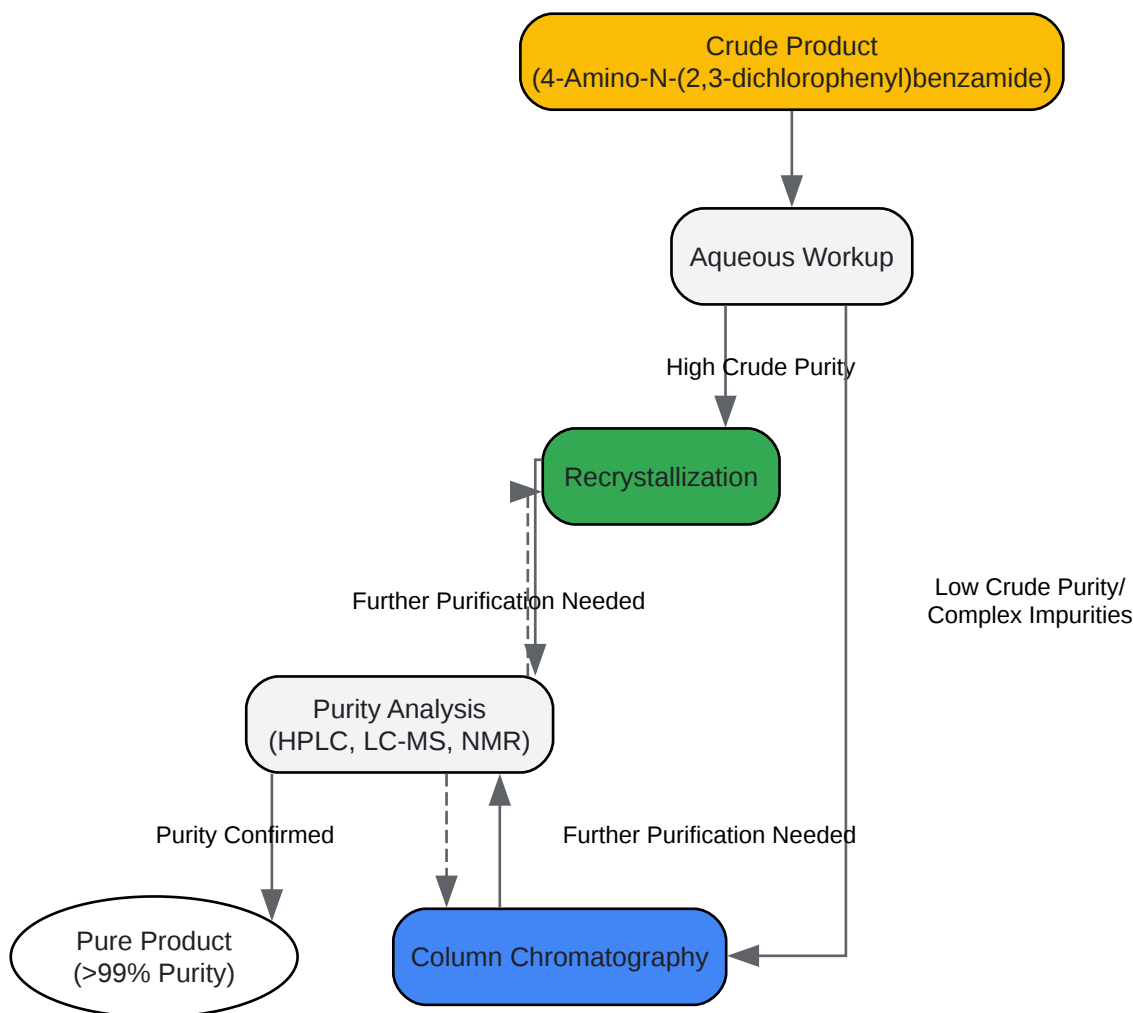 Crude Product
(4-Amino-N-(2,3-dichlorophenyl)benzamide)
Aqueous Workup
High Crude Purity
Recrystallization
Low Crude Purity/
Complex Impurities
Further Purification Needed
Purity Analysis
(HPLC, LC-MS, NMR)
Purity Confirmed
Further Purification Needed
Pure Product
(>99% Purity)
Column Chromatography